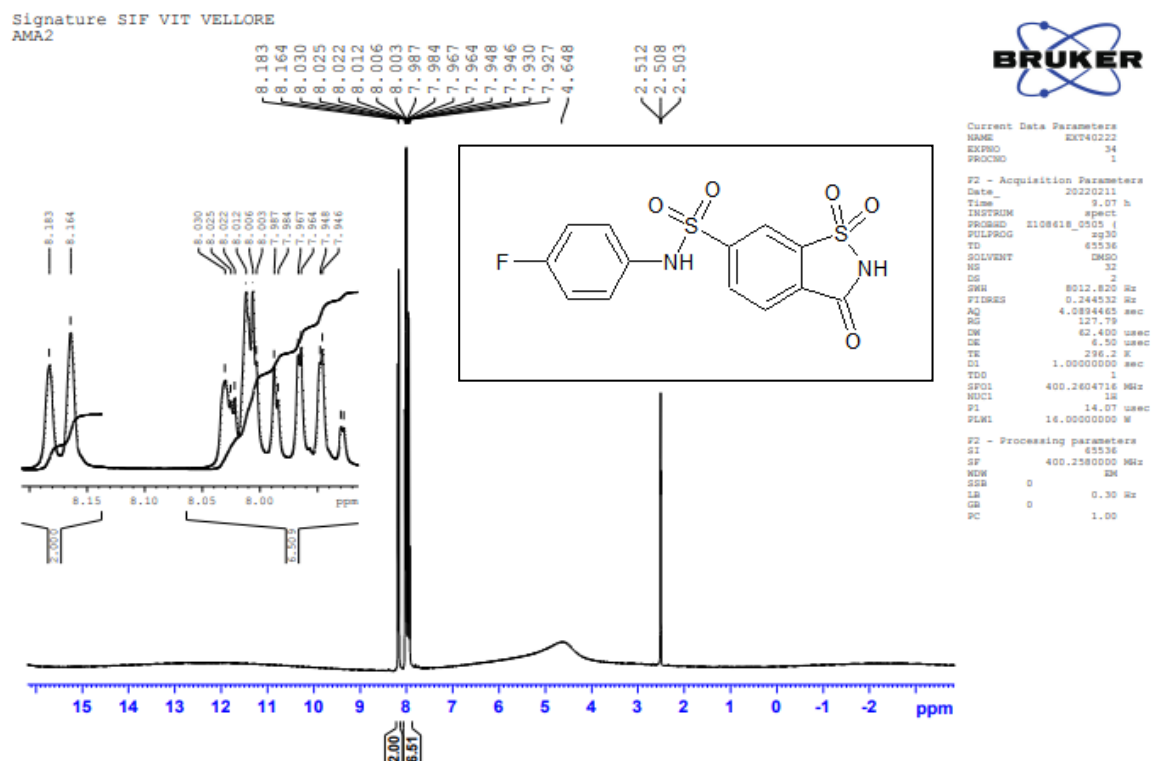 Signature SIF VIT VELLORE
AMA2
8.183
8.164
8.030
8.025
8.022
8.012
8.006
8.003
7.987
7.984
7.967
7.964
7.948
7.946
7.930
7.927
4.648
2.512
2.508
2.503
BRUKER
Current Data Parameters
NAME EXT40222
EXPNO 34
PROCNO 1
F2 - Acquisition Parameters
Date_ 20220211
Time 9.07 h
INSTRUM spect
PROBHD Z108618_0505 (
PULPROG zg30
TD 65536
SOLVENT DMSO
NS 32
DS 2
SWH 8012.820 Hz
FIDRES 0.244532 Hz
AQ 4.0894465 sec
RG 127.79
DW 62.400 usec
DE 6.50 usec
TE 296.2 K
D1 1.00000000 sec
TD0 1
SFO1 400.2604716 MHz
NUC1 1H
P1 14.07 usec
PLW1 16.00000000 W
F2 - Processing parameters
SI 65536
SF 400.2580000 MHz
WDW EM
SSB 0
LB 0.30 Hz
GB 0
PC 1.00
8.183
8.164
8.030
8.025
8.022
8.012
8.006
8.003
7.987
7.984
7.967
7.964
7.948
7.946
8.15 8.10 8.05 8.00 ppm
2.000
6.509
F
O
S
O
NH
O
O
S
NH
O
15 14 13 12 11 10 9 8 7 6 5 4 3 2 1 0 -1 -2 ppm
2.00
6.51